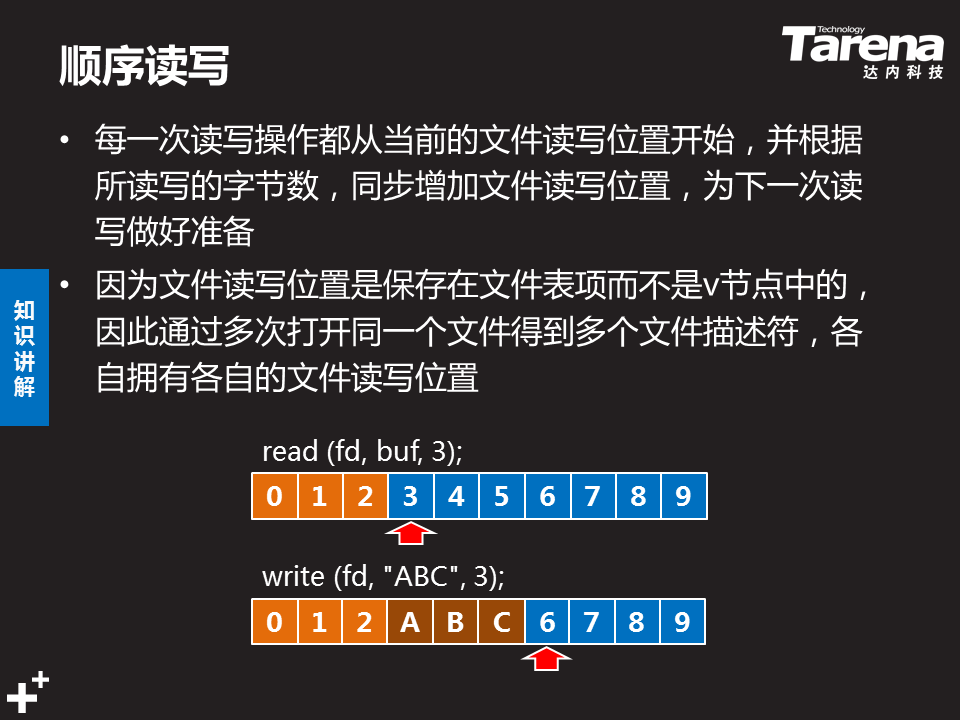 顺序读写
Technology
Tarena
达内科技
• 每一次读写操作都从当前的文件读写位置开始，并根据
所读写的字节数，同步增加文件读写位置，为下一次读
写做好准备
• 因为文件读写位置是保存在文件表项而不是v节点中的，
因此通过多次打开同一个文件得到多个文件描述符，各
自拥有各自的文件读写位置
知
识
讲
解
read (fd, buf, 3);
0 1 2 3 4 5 6 7 8 9
write (fd, "ABC", 3);
0 1 2 A B C 6 7 8 9